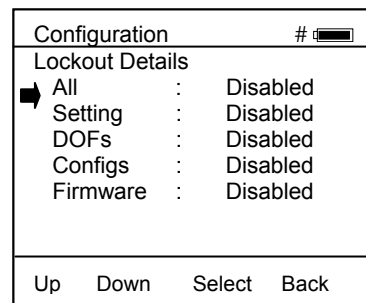 Configuration #
Lockout Details
All : Disabled
Setting : Disabled
DOFs : Disabled
Configs : Disabled
Firmware : Disabled
Up Down Select Back